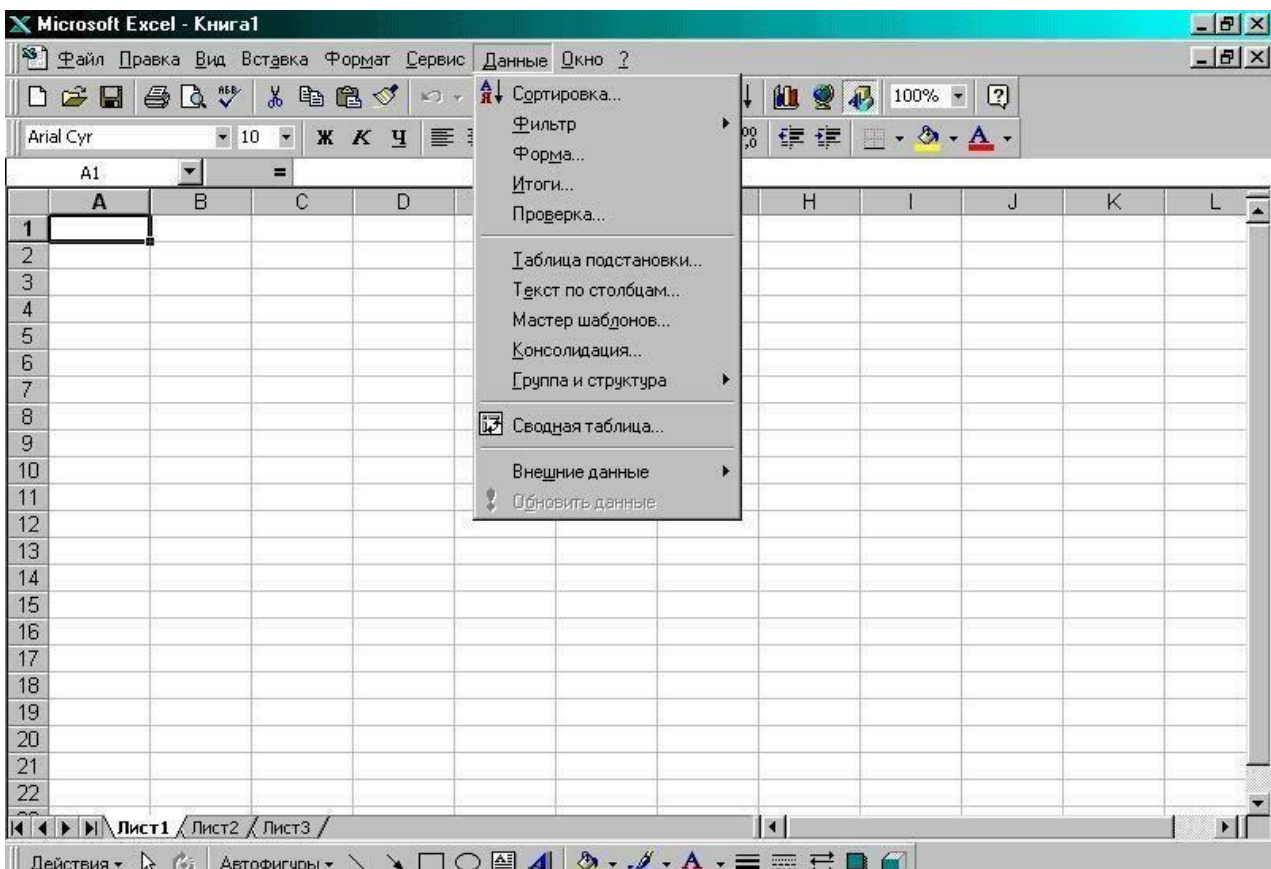 Microsoft Excel - Книга1
Файл Правка Вид Вставка Формат Сервис Данные Окно ?
100%
Arial Cyr 10 Ж К Ч
A1 =
A B C D H I J K L
Сортировка...
Фильтр
Форма...
Итоги...
Проверка...
Таблица подстановки...
Текст по столбцам...
Мастер шаблонов...
Консолидация...
Группа и структура
Сводная таблица...
Внешние данные
Обновить данные
1
2
3
4
5
6
7
8
9
10
11
12
13
14
15
16
17
18
19
20
21
22
Лист1 Лист2 Лист3
Действия Автофигуры